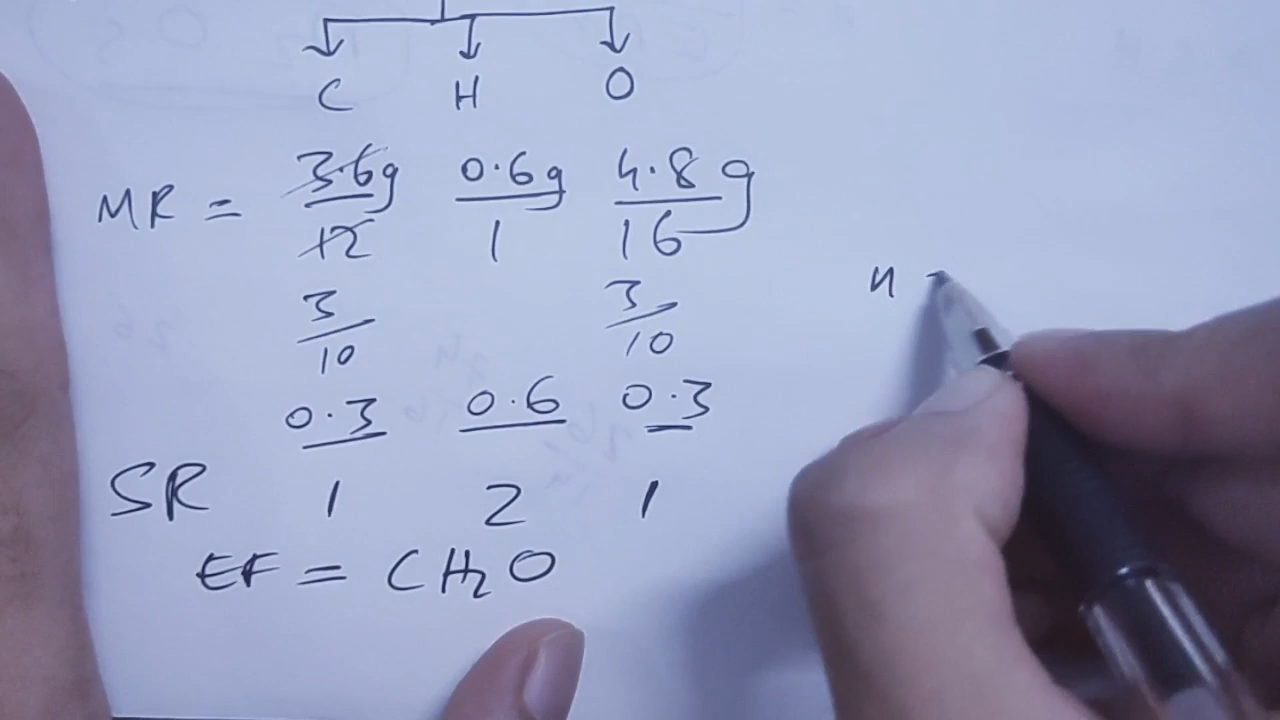 C H O
MR = 3.6g/12 0.6g/1 4.8g/16
3/10 3/10
0.3 0.6 0.3
SR 1 2 1
EF = CH2O
n